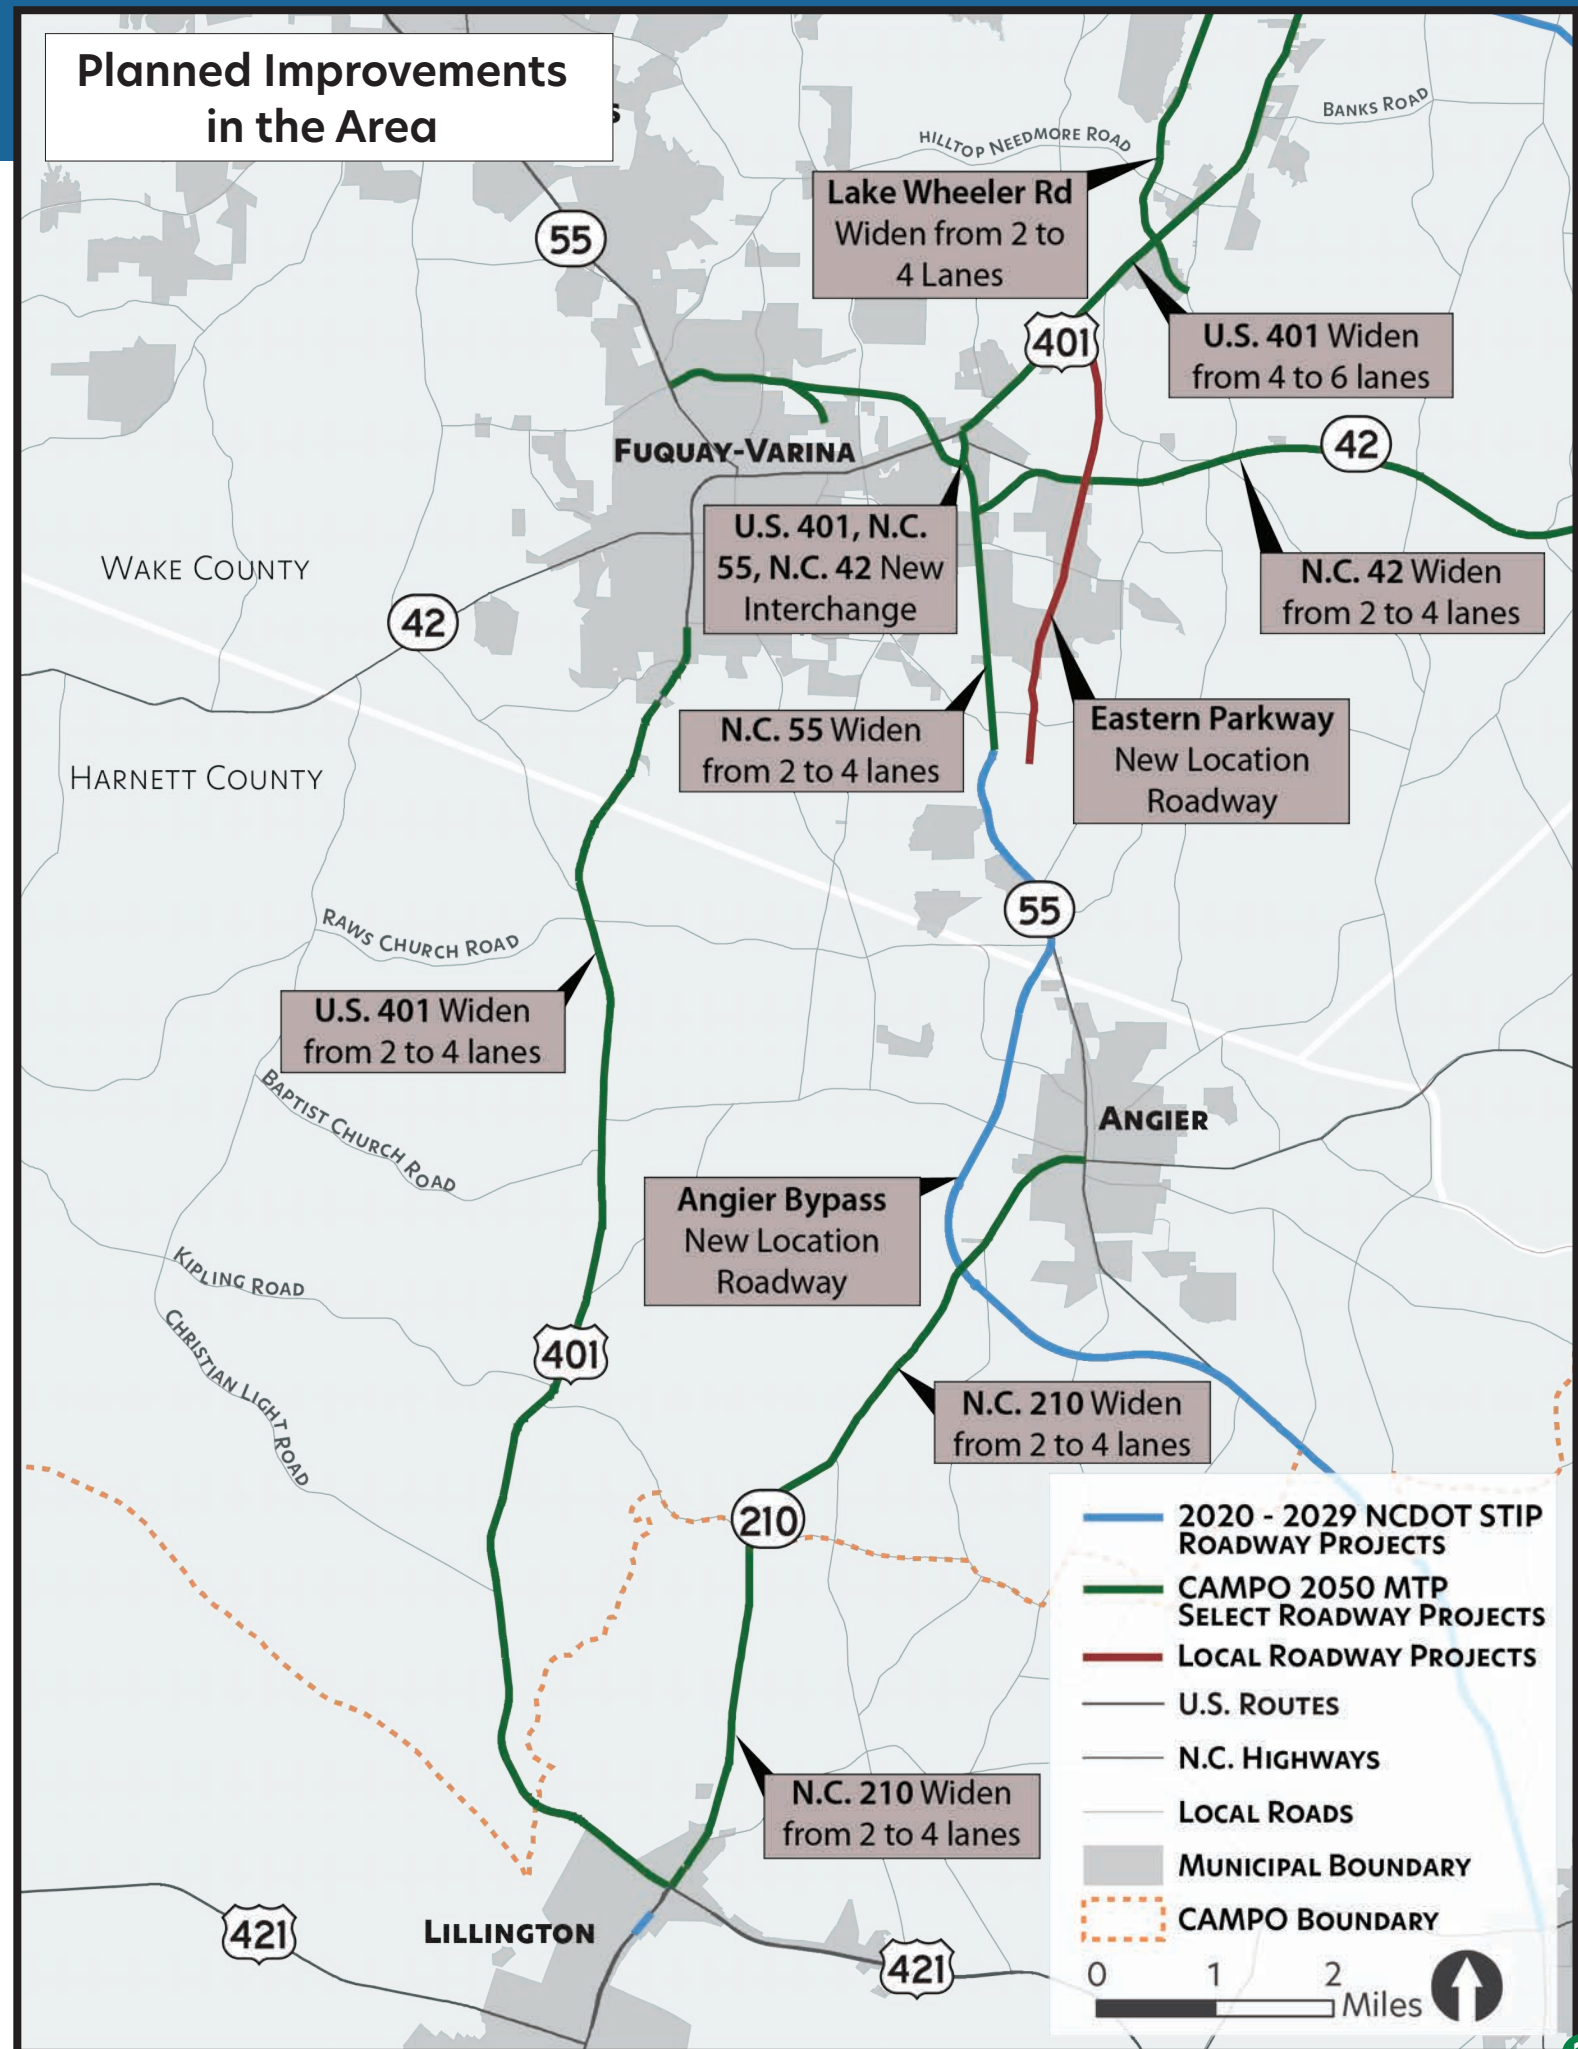 Planned Improvements
in the Area
BANKS ROAD
HILLTOP NEEDMORE ROAD
Lake Wheeler Rd
Widen from 2 to
4 Lanes
55
401
U.S. 401 Widen
from 4 to 6 lanes
42
FUQUAY-VARINA
U.S. 401, N.C.
55, N.C. 42 New
Interchange
N.C. 42 Widen
from 2 to 4 lanes
WAKE COUNTY
42
N.C. 55 Widen
from 2 to 4 lanes
Eastern Parkway
New Location
Roadway
HARNETT COUNTY
55
RAWS CHURCH ROAD
U.S. 401 Widen
from 2 to 4 lanes
BAPTIST CHURCH ROAD
ANGIER
Angier Bypass
New Location
Roadway
KIPLING ROAD
CHRISTIAN LIGHT ROAD
401
N.C. 210 Widen
from 2 to 4 lanes
210
N.C. 210 Widen
from 2 to 4 lanes
LILLINGTON
421
421
2020 - 2029 NCDOT STIP
ROADWAY PROJECTS
CAMPO 2050 MTP
SELECT ROADWAY PROJECTS
LOCAL ROADWAY PROJECTS
U.S. ROUTES
N.C. HIGHWAYS
LOCAL ROADS
MUNICIPAL BOUNDARY
CAMPO BOUNDARY
0 1 2
Miles